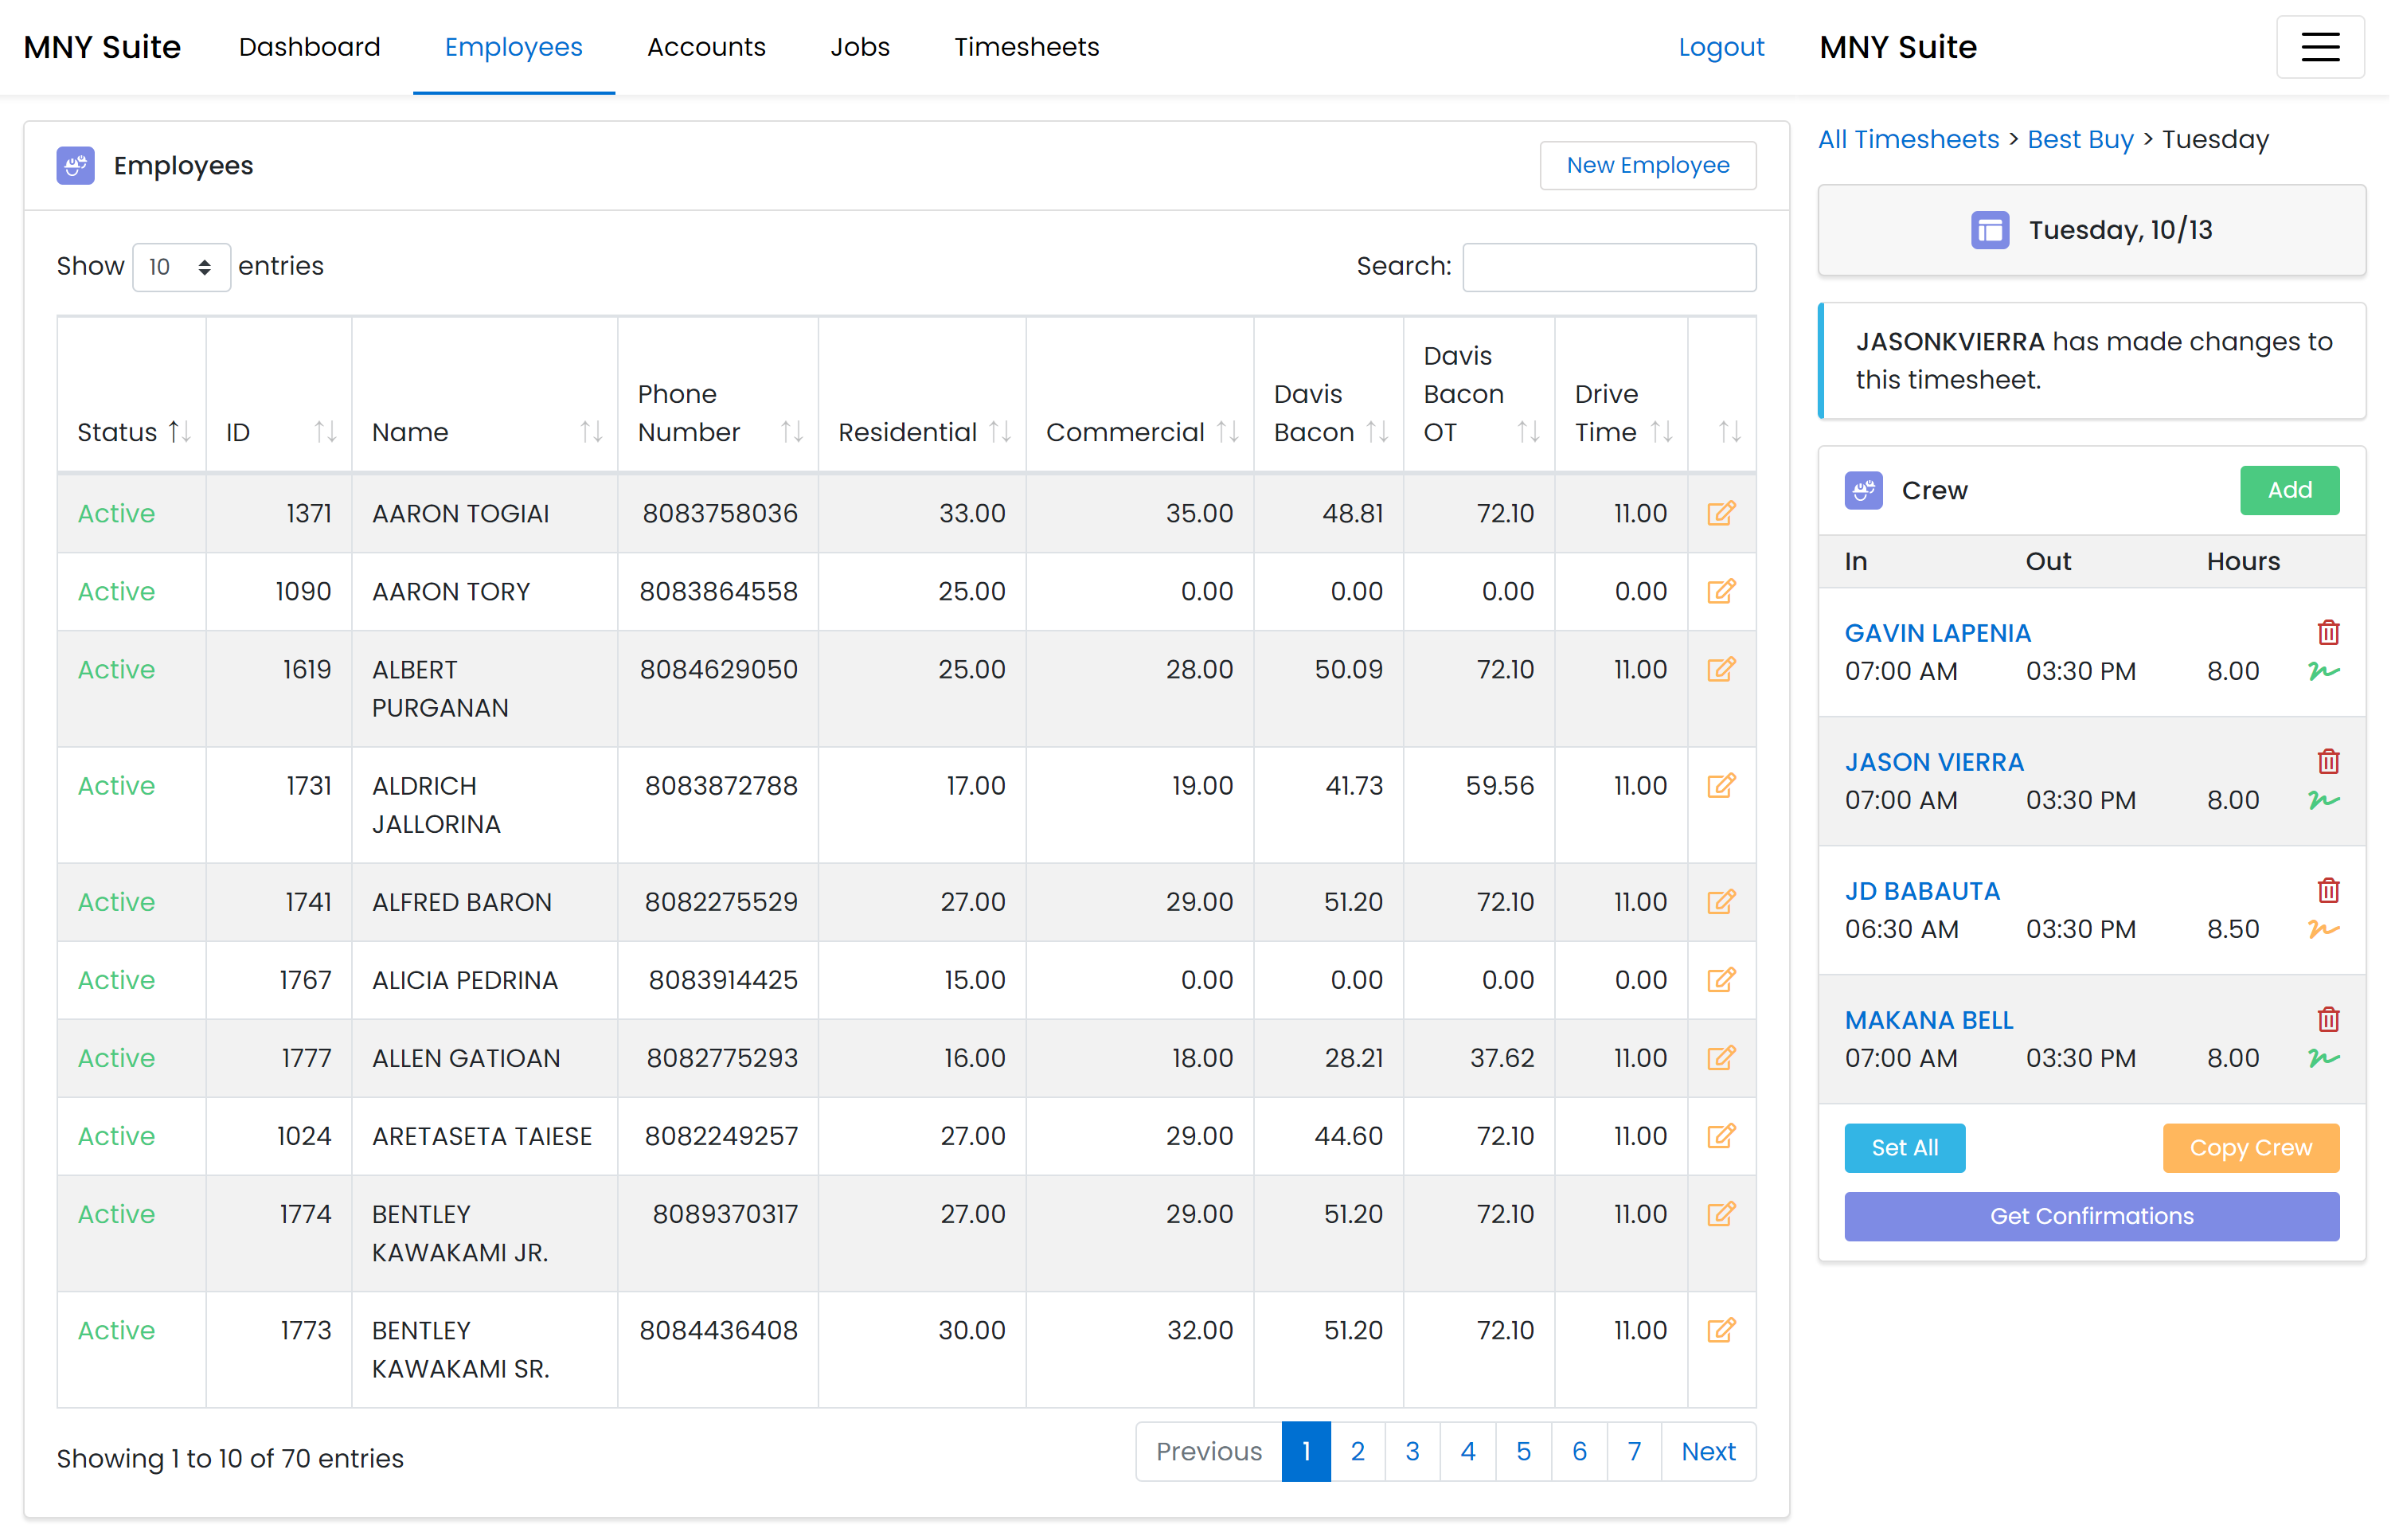 MNY Suite Dashboard Employees Accounts Jobs Timesheets Logout
Employees New Employee
Show 10 entries Search:
Status ID Name Phone Number Residential Commercial Davis Bacon Davis Bacon OT Drive Time
Active 1371 AARON TOGIAI 8083758036 33.00 35.00 48.81 72.10 11.00
Active 1090 AARON TORY 8083864558 25.00 0.00 0.00 0.00 0.00
Active 1619 ALBERT PURGANAN 8084629050 25.00 28.00 50.09 72.10 11.00
Active 1731 ALDRICH JALLORINA 8083872788 17.00 19.00 41.73 59.56 11.00
Active 1741 ALFRED BARON 8082275529 27.00 29.00 51.20 72.10 11.00
Active 1767 ALICIA PEDRINA 8083914425 15.00 0.00 0.00 0.00 0.00
Active 1777 ALLEN GATIOAN 8082775293 16.00 18.00 28.21 37.62 11.00
Active 1024 ARETASETA TAIESE 8082249257 27.00 29.00 44.60 72.10 11.00
Active 1774 BENTLEY KAWAKAMI JR. 8089370317 27.00 29.00 51.20 72.10 11.00
Active 1773 BENTLEY KAWAKAMI SR. 8084436408 30.00 32.00 51.20 72.10 11.00
Showing 1 to 10 of 70 entries Previous 1 2 3 4 5 6 7 Next
MNY Suite
All Timesheets > Best Buy > Tuesday
Tuesday, 10/13
JASONKVIERRA has made changes to
this timesheet.
Crew Add
In Out Hours
GAVIN LAPENIA
07:00 AM 03:30 PM 8.00
JASON VIERRA
07:00 AM 03:30 PM 8.00
JD BABAUTA
06:30 AM 03:30 PM 8.50
MAKANA BELL
07:00 AM 03:30 PM 8.00
Set All Copy Crew
Get Confirmations